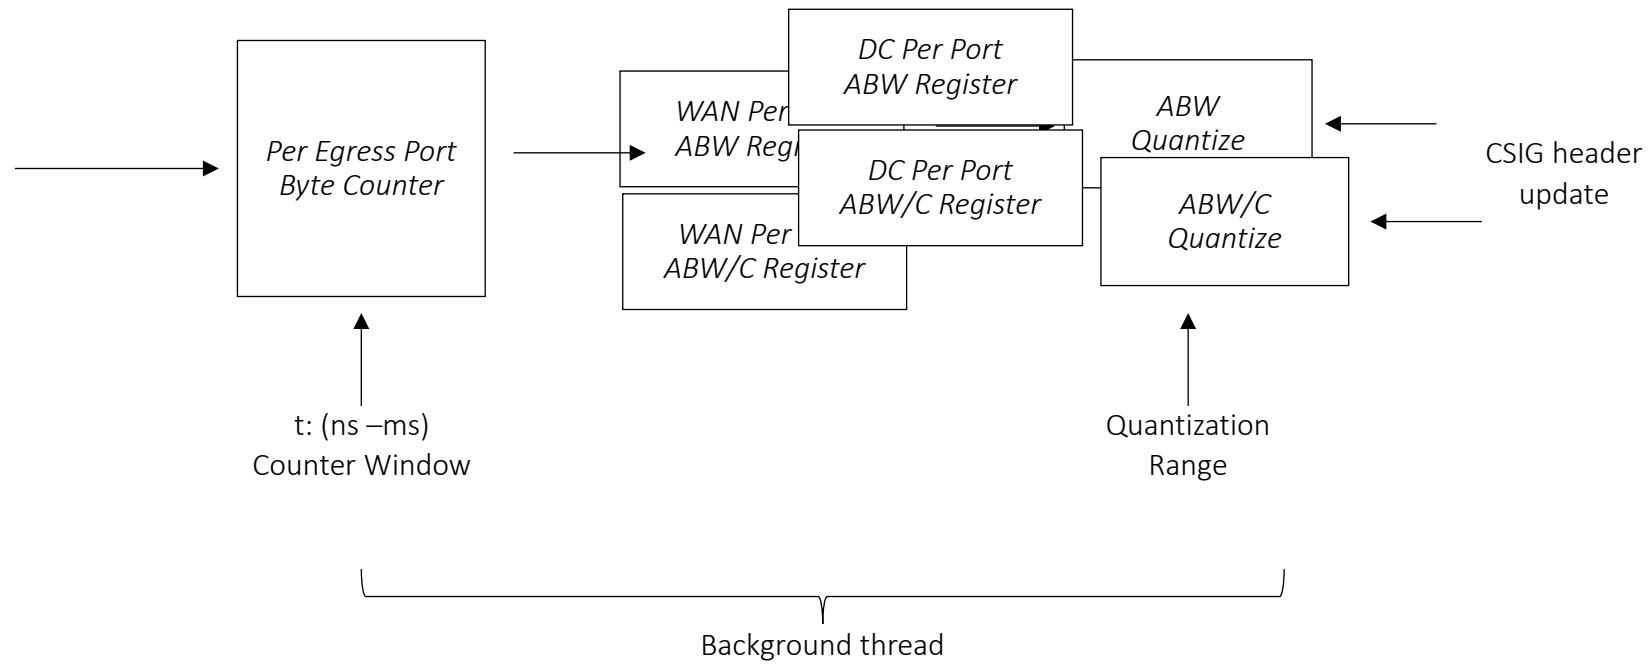 Per Egress Port
Byte Counter
WAN Per
ABW Regi
WAN Per
ABW/C Register
DC Per Port
ABW Register
DC Per Port
ABW/C Register
ABW
Quantize
ABW/C
Quantize
CSIG header
update
t: (ns –ms)
Counter Window
Quantization
Range
Background thread